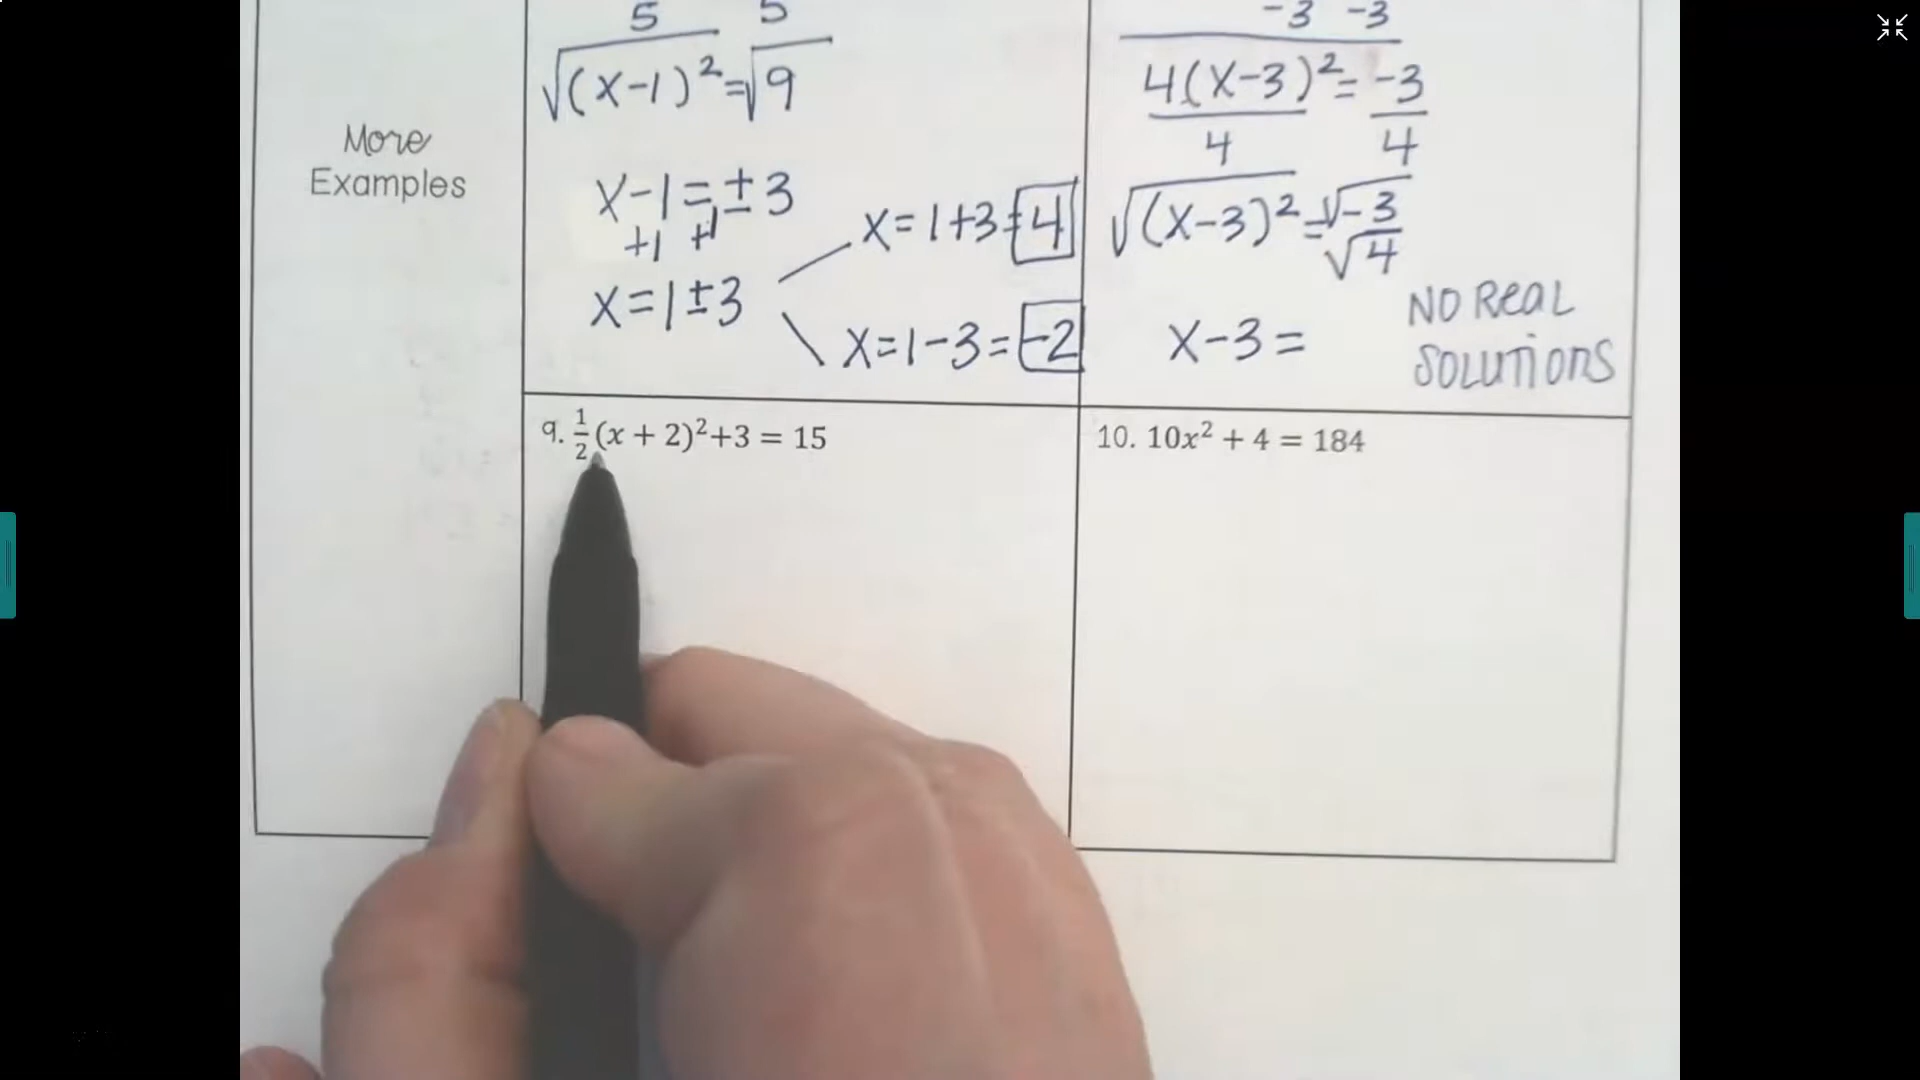 More
Examples
5 5
√(x-1)² = √9
x-1 = ±3
+1 +1
x = 1±3
x = 1+3 = 4
x = 1-3 = -2
-3 -3
4(x-3)² = -3
4 4
√(x-3)² = √-3
√4
x-3 =
NO REAL
SOLUTIONS
9. 1/2(x + 2)²+3 = 15
10. 10x² + 4 = 184